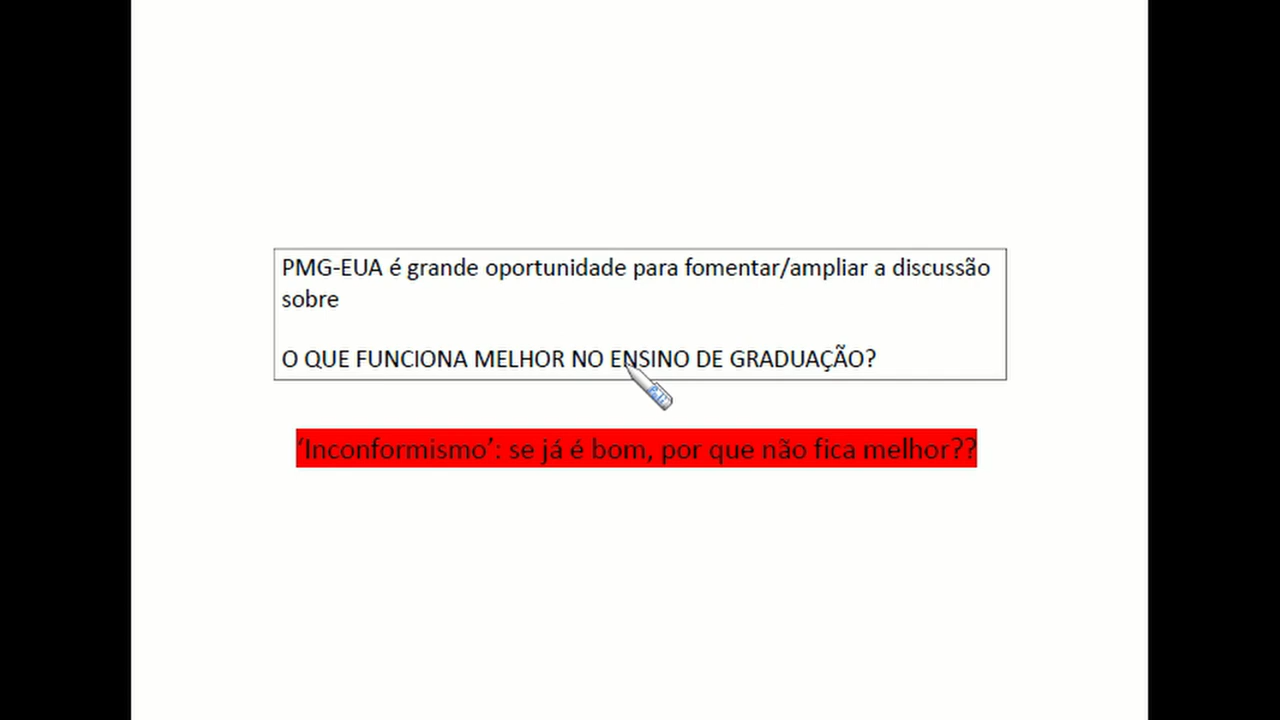 PMG-EUA é grande oportunidade para fomentar/ampliar a discussão
sobre
O QUE FUNCIONA MELHOR NO ENSINO DE GRADUAÇÃO?
‘Inconformismo’: se já é bom, por que não fica melhor??